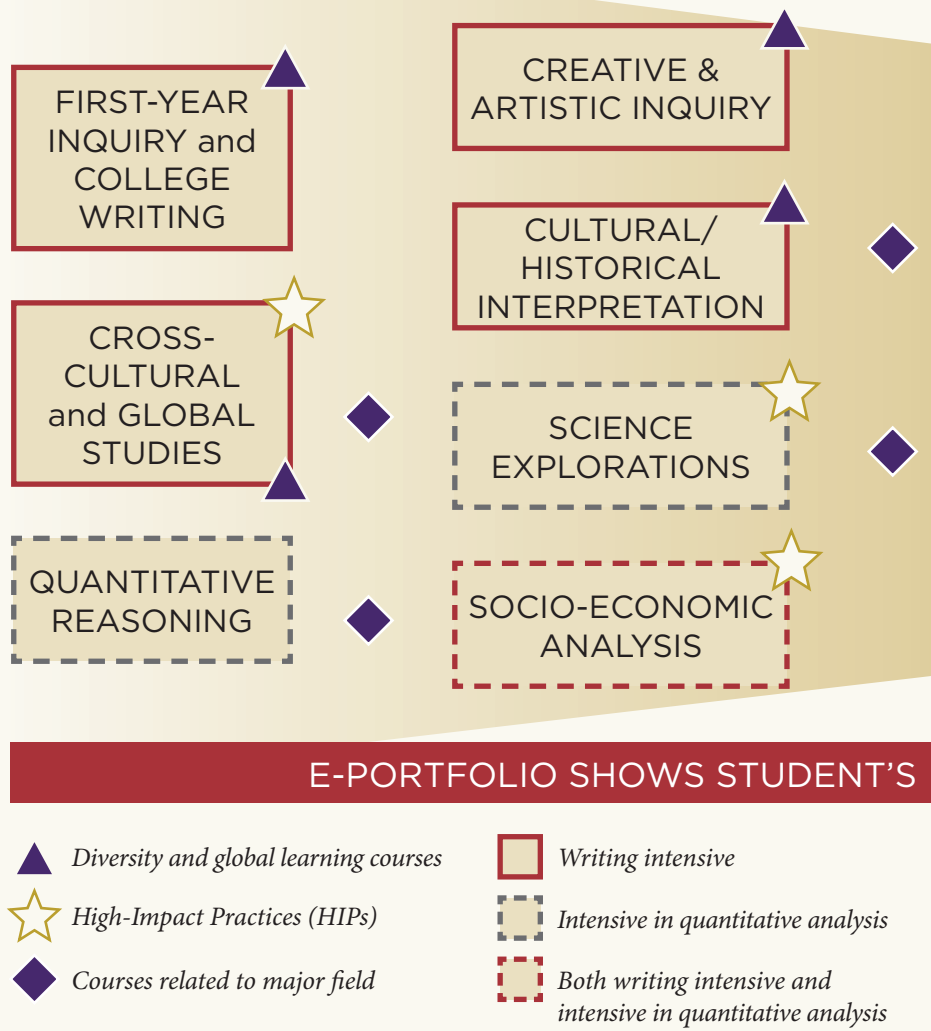 FIRST-YEAR
INQUIRY and
COLLEGE
WRITING
CROSS-
CULTURAL
and GLOBAL
STUDIES
QUANTITATIVE
REASONING
CREATIVE &
ARTISTIC INQUIRY
CULTURAL/
HISTORICAL
INTERPRETATION
SCIENCE
EXPLORATIONS
SOCIO-ECONOMIC
ANALYSIS
E-PORTFOLIO SHOWS STUDENT'S
Diversity and global learning courses
High-Impact Practices (HIPs)
Courses related to major field
Writing intensive
Intensive in quantitative analysis
Both writing intensive and
intensive in quantitative analysis